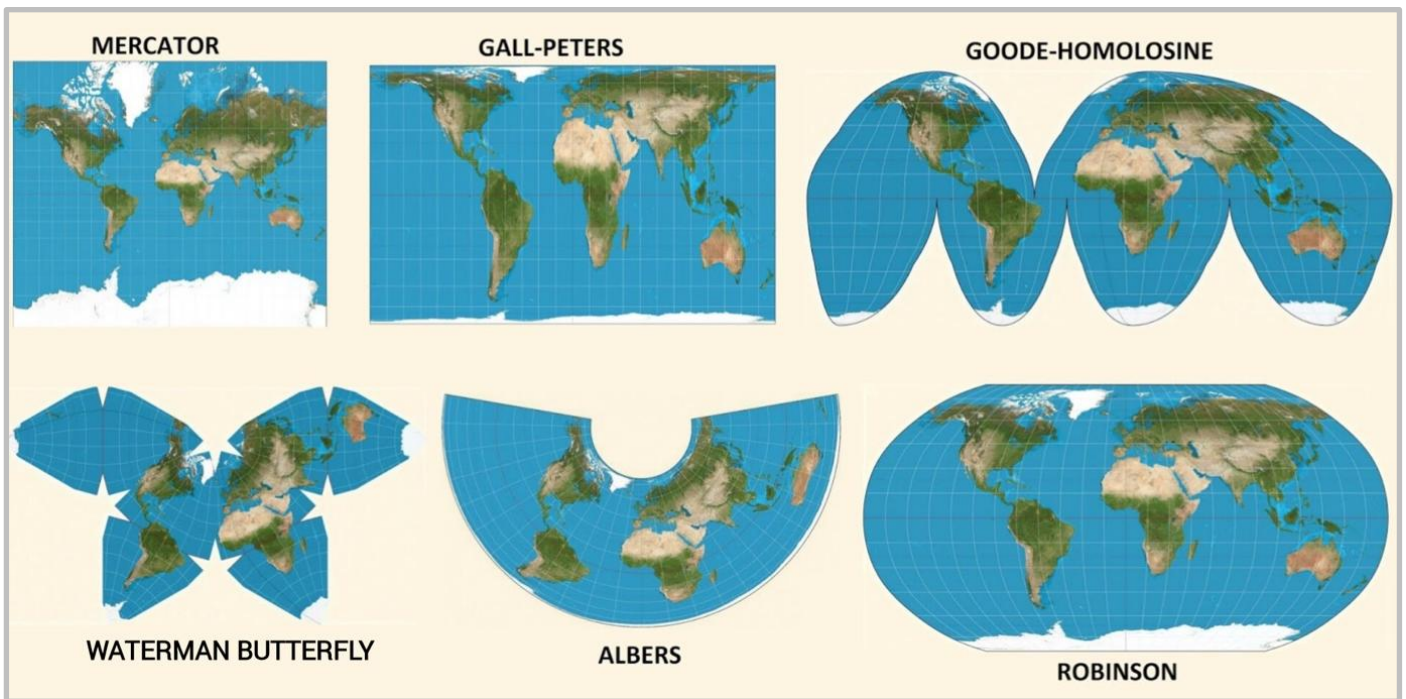 MERCATOR
GALL-PETERS
GOODE-HOMOLOSINE
WATERMAN BUTTERFLY
ALBERS
ROBINSON